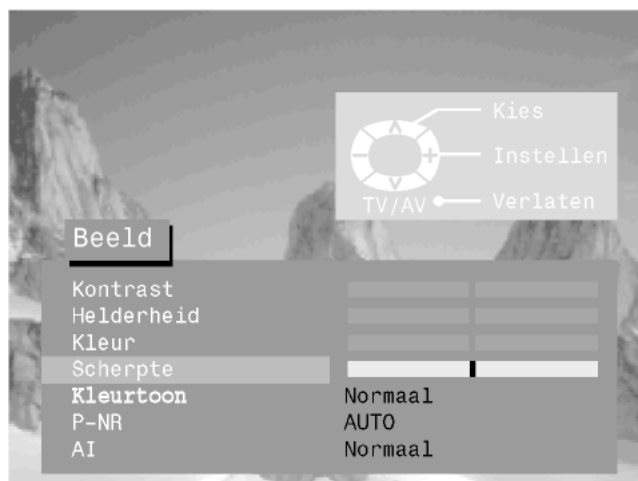 Kies
Instellen
TV/AV Verlaten
Beeld
Kontrast
Helderheid
Kleur
Scherpte
Kleurtoon Normaal
P-NR AUTO
AI Normaal